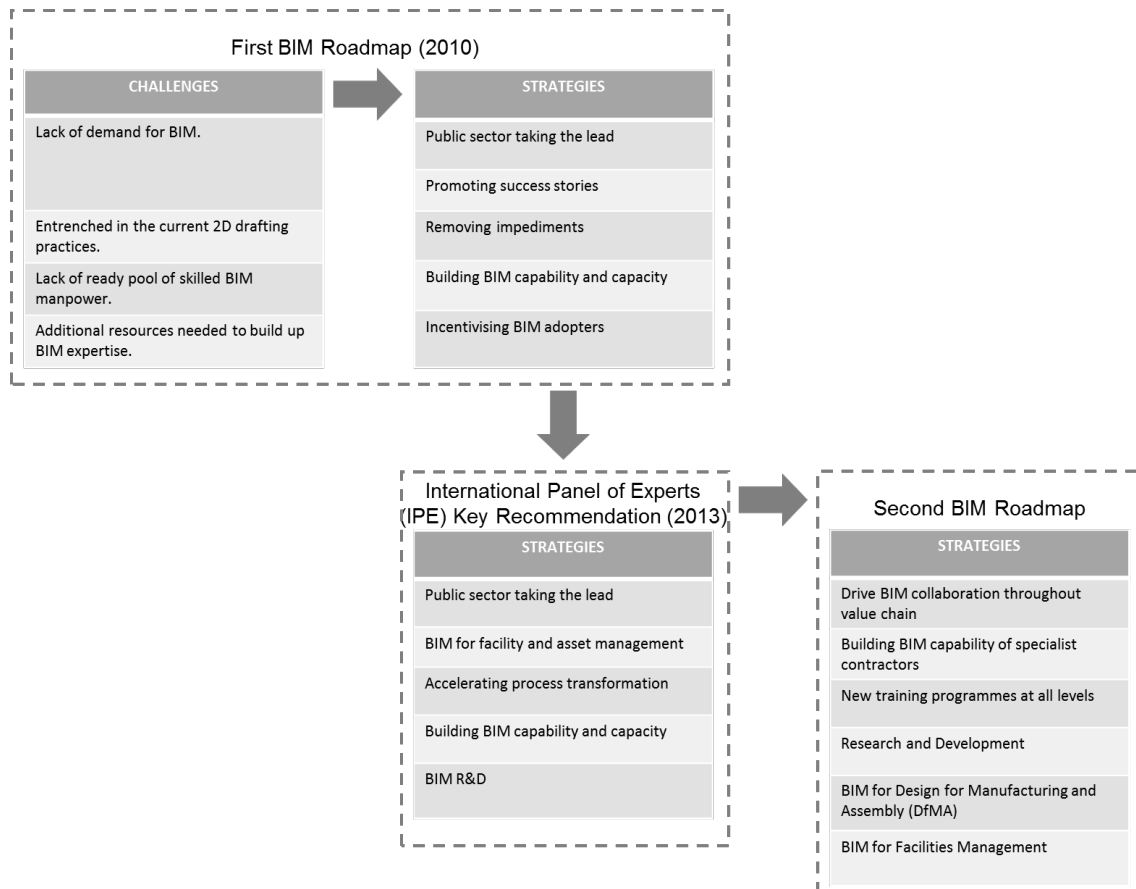 First BIM Roadmap (2010)
CHALLENGES
Lack of demand for BIM.
Entrenched in the current 2D drafting
practices.
Lack of ready pool of skilled BIM
manpower.
Additional resources needed to build up
BIM expertise.
STRATEGIES
Public sector taking the lead
Promoting success stories
Removing impediments
Building BIM capability and capacity
Incentivising BIM adopters
International Panel of Experts
(IPE) Key Recommendation (2013)
STRATEGIES
Public sector taking the lead
BIM for facility and asset management
Accelerating process transformation
Building BIM capability and capacity
BIM R&D
Second BIM Roadmap
STRATEGIES
Drive BIM collaboration throughout
value chain
Building BIM capability of specialist
contractors
New training programmes at all levels
Research and Development
BIM for Design for Manufacturing and
Assembly (DfMA)
BIM for Facilities Management